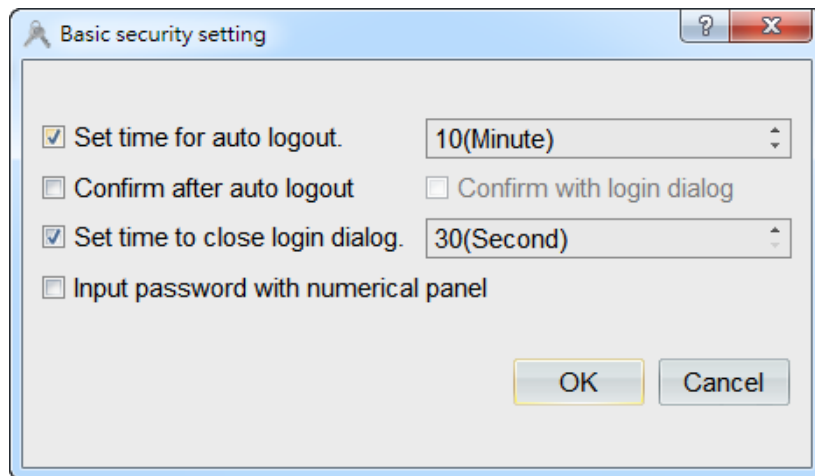 Basic security setting
Set time for auto logout. 10(Minute)
Confirm after auto logout Confirm with login dialog
Set time to close login dialog. 30(Second)
Input password with numerical panel
OK Cancel